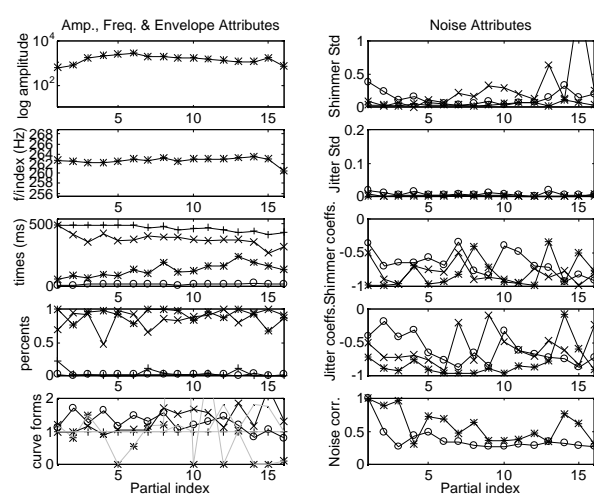 Amp., Freq. & Envelope Attributes
10^4
10^2
log amplitude
5 10 15
268
266
264
262
260
258
256
f/index (Hz)
5 10 15
500
0
times (ms)
5 10 15
1
0.5
0
percents
5 10 15
2
1
0
curve forms
5 10 15
Partial index
Noise Attributes
1
0.5
0
Shimmer Std
5 10 15
0.2
0.1
0
Jitter Std
5 10 15
0
-0.5
-1
Shimmer coeffs.
5 10 15
0
-0.5
-1
Jitter coeffs.
5 10 15
1
0.5
0
Noise corr.
5 10 15
Partial index